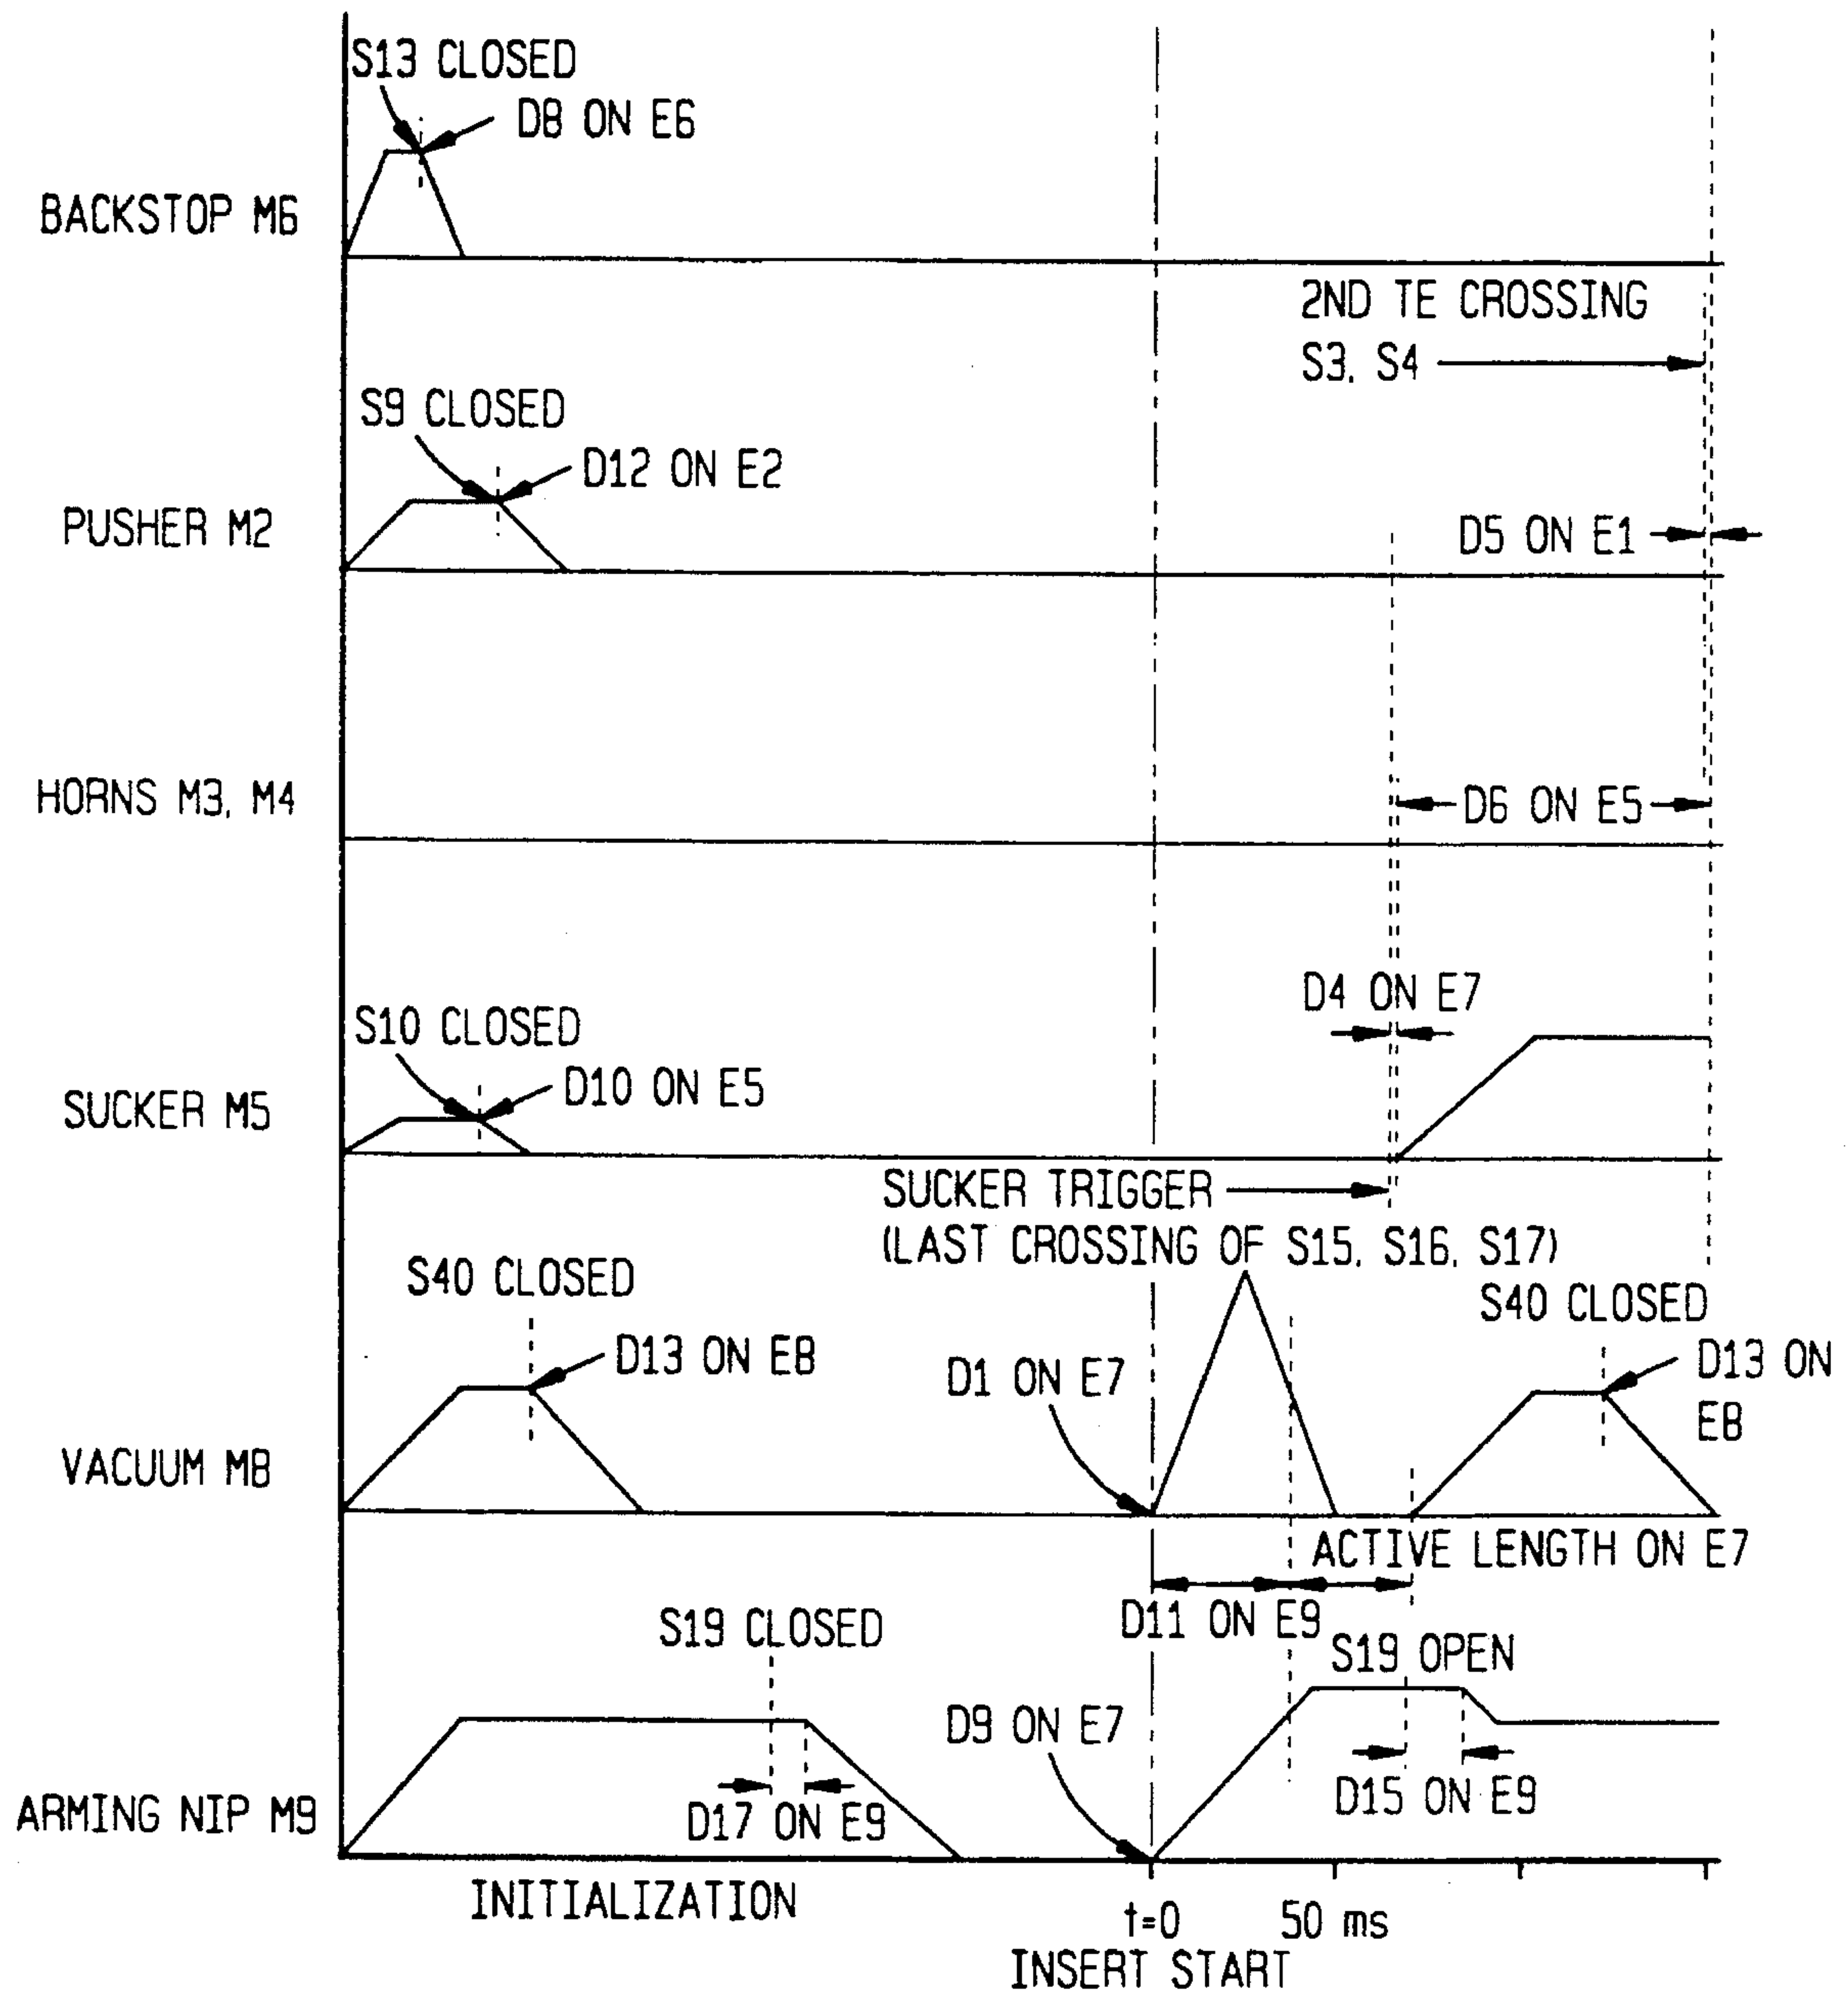 S13 CLOSED
D8 ON E6
BACKSTOP M6
2ND TE CROSSING
S3, S4
S9 CLOSED
D12 ON E2
PUSHER M2
D5 ON E1
HORNS M3, M4
D6 ON E5
D4 ON E7
S10 CLOSED
D10 ON E5
SUCKER M5
SUCKER TRIGGER
(LAST CROSSING OF S15, S16, S17)
S40 CLOSED
S40 CLOSED
D13 ON E8
D1 ON E7
D13 ON
E8
VACUUM M8
ACTIVE LENGTH ON E7
D11 ON E9
S19 CLOSED
S19 OPEN
D9 ON E7
D15 ON E9
D17 ON E9
ARMING NIP M9
INITIALIZATION
t=0
50 ms
INSERT START